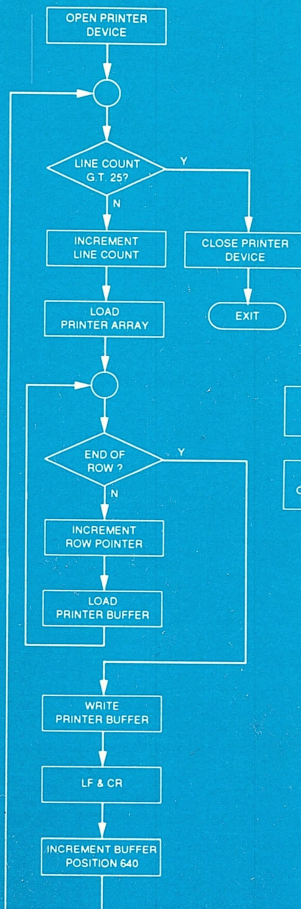 OPEN PRINTER
DEVICE
LINE COUNT
G.T. 25?
Y
N
INCREMENT
LINE COUNT
CLOSE PRINTER
DEVICE
LOAD
PRINTER ARRAY
EXIT
END OF
ROW ?
Y
N
INCREMENT
ROW POINTER
LOAD
PRINTER BUFFER
WRITE
PRINTER BUFFER
LF & CR
INCREMENT BUFFER
POSITION 640